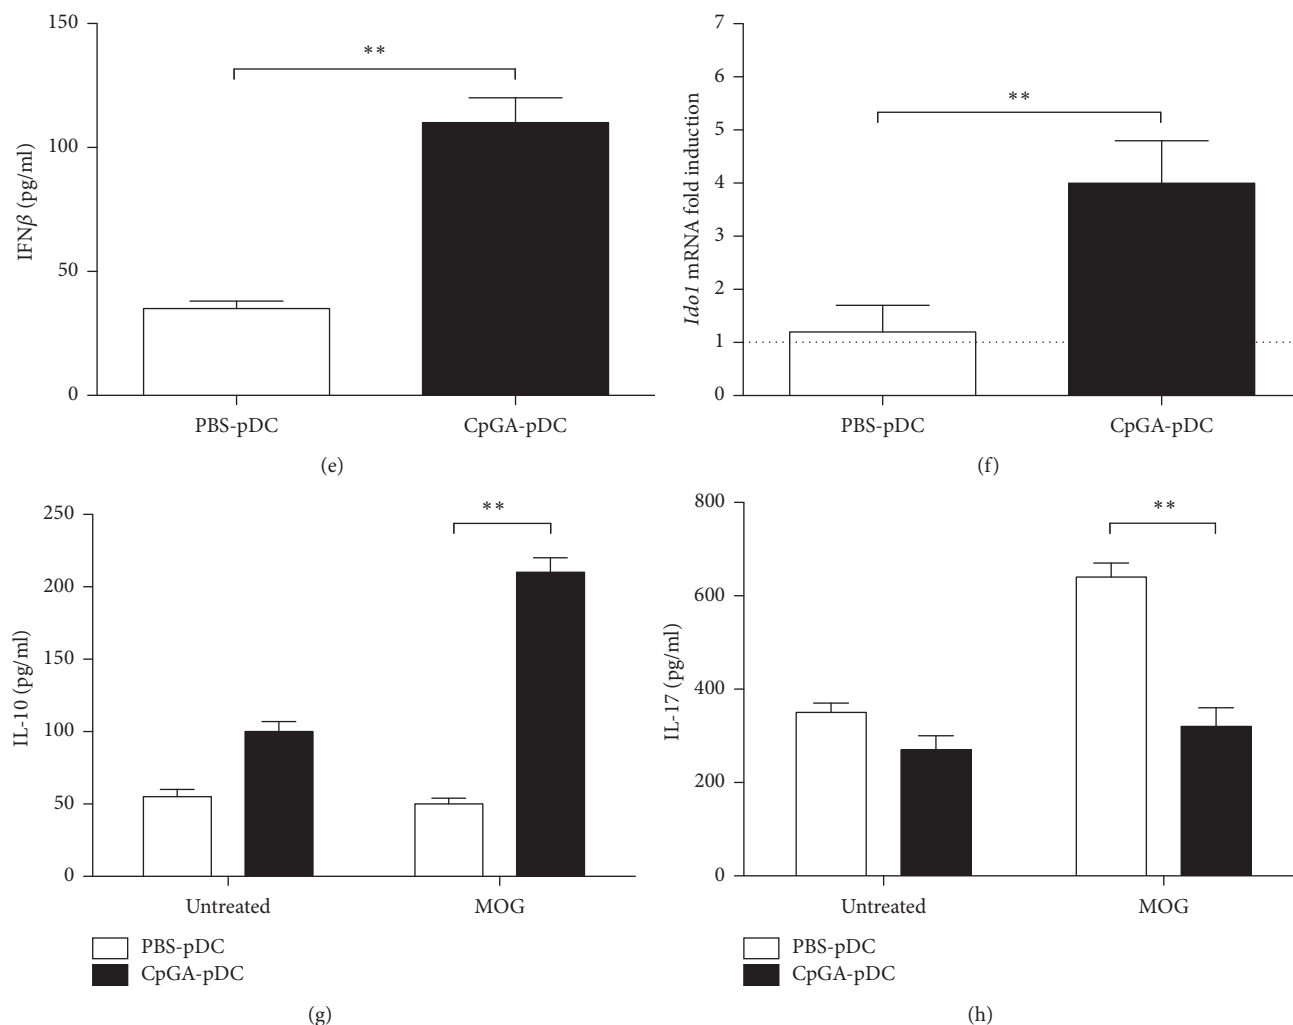 150
100
50
0
IFNβ (pg/ml)
**
PBS-pDC
CpGA-pDC
(e)
7
6
5
4
3
2
1
0
Ido1 mRNA fold induction
**
PBS-pDC
CpGA-pDC
(f)
250
200
150
100
50
0
IL-10 (pg/ml)
**
Untreated
MOG
PBS-pDC
CpGA-pDC
(g)
800
600
400
200
0
IL-17 (pg/ml)
**
Untreated
MOG
PBS-pDC
CpGA-pDC
(h)